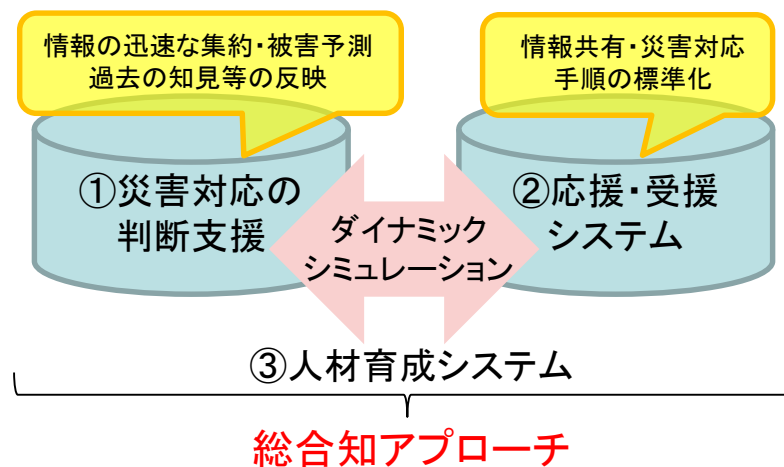 情報の迅速な集約・被害予測
過去の知見等の反映
情報共有・災害対応
手順の標準化
①災害対応の
判断支援
ダイナミック
シミュレーション
②応援・受援
システム
③人材育成システム
総合知アプローチ